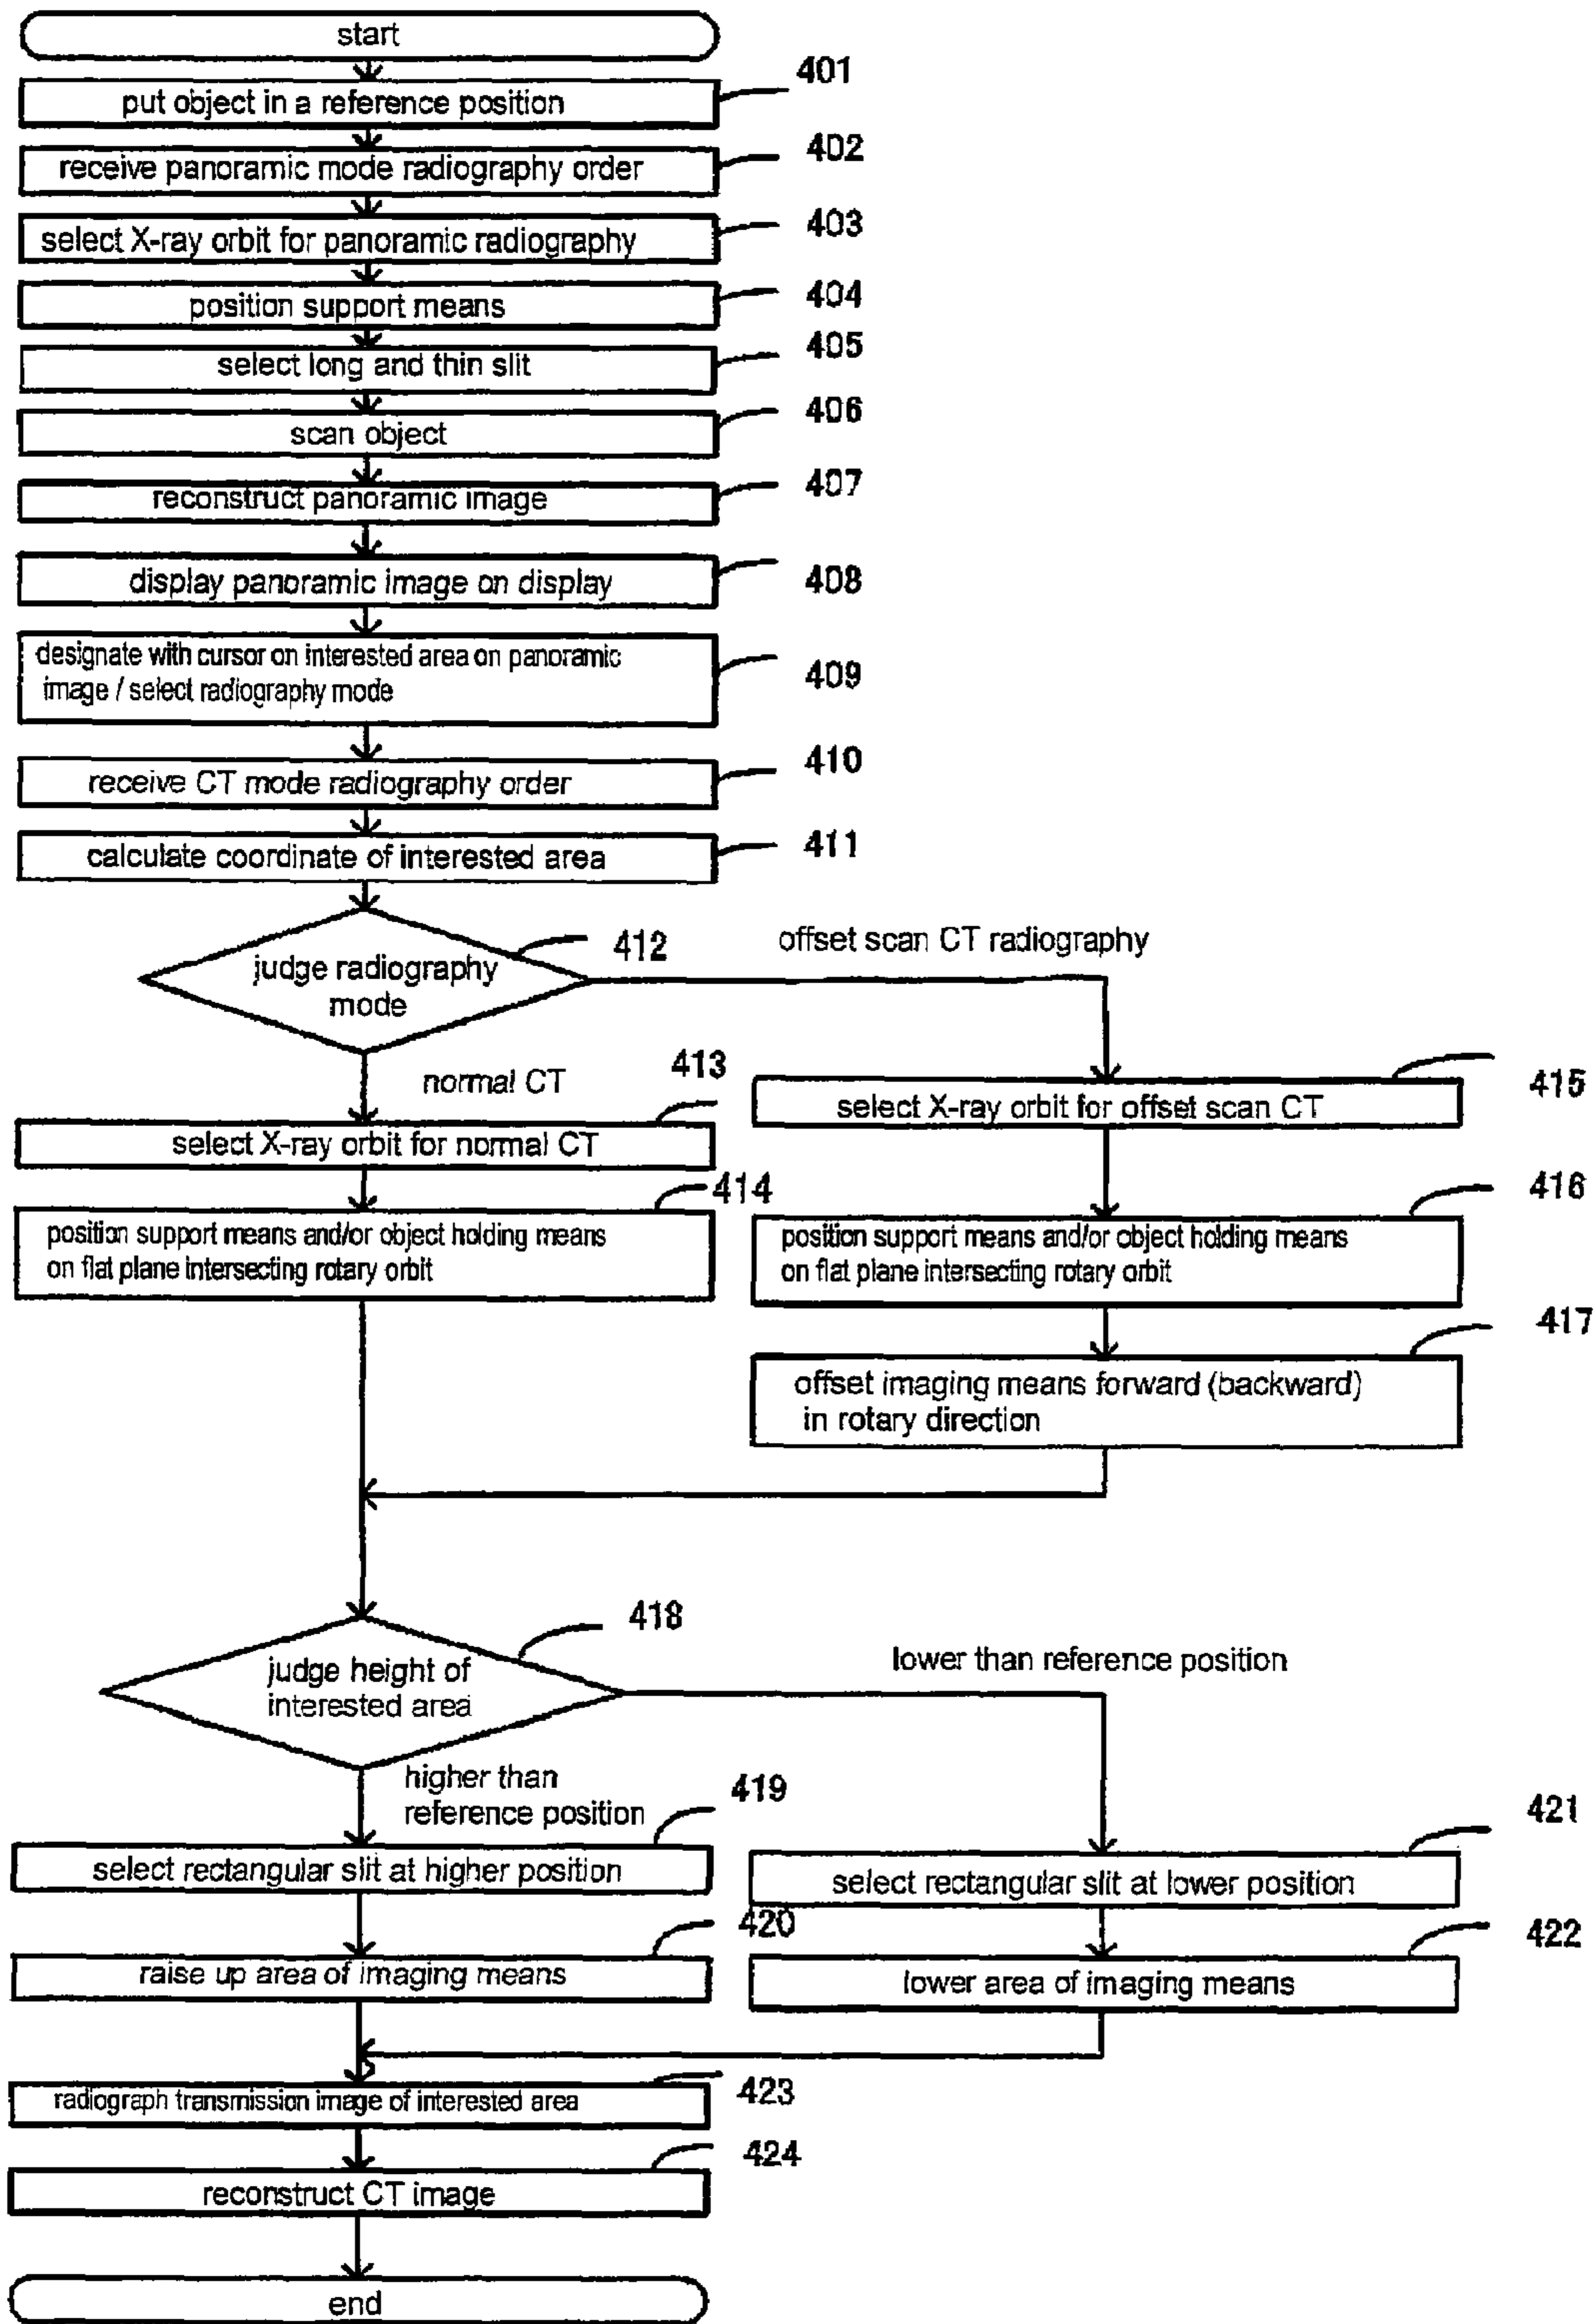 start
401
put object in a reference position
402
receive panoramic mode radiography order
403
select X-ray orbit for panoramic radiography
404
position support means
405
select long and thin slit
406
scan object
407
reconstruct panoramic image
408
display panoramic image on display
designate with cursor on interested area on panoramic
image / select radiography mode
409
410
receive CT mode radiography order
411
calculate coordinate of interested area
412
offset scan CT radiography
judge radiography
mode
normal CT
413
select X-ray orbit for normal CT
415
select X-ray orbit for offset scan CT
414
position support means and/or object holding means
on flat plane intersecting rotary orbit
416
position support means and/or object holding means
on flat plane intersecting rotary orbit
417
offset imaging means forward (backward)
in rotary direction
418
judge height of
interested area
lower than reference position
higher than
reference position
419
select rectangular slit at higher position
421
select rectangular slit at lower position
420
raise up area of imaging means
422
lower area of imaging means
423
radiograph transmission image of interested area
424
reconstruct CT image
end